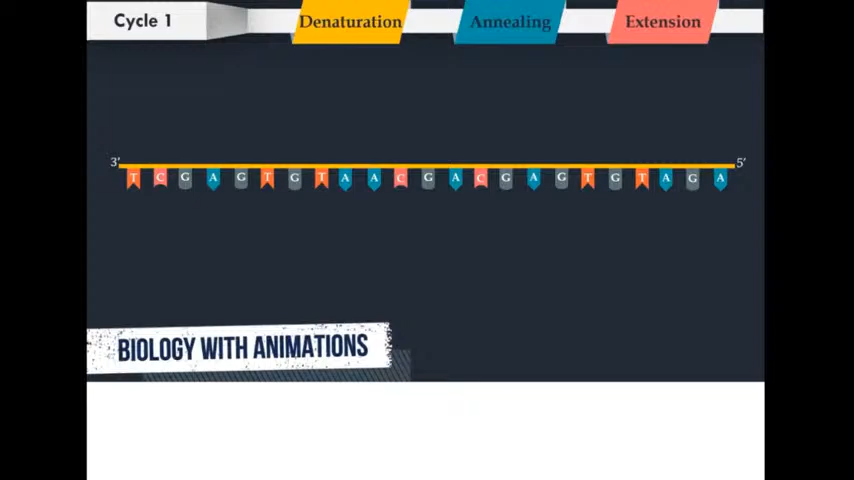 Cycle 1 Denaturation Annealing Extension
3' 5'
T C G A G T G T A A C G A C G A G T G T A G A
BIOLOGY WITH ANIMATIONS